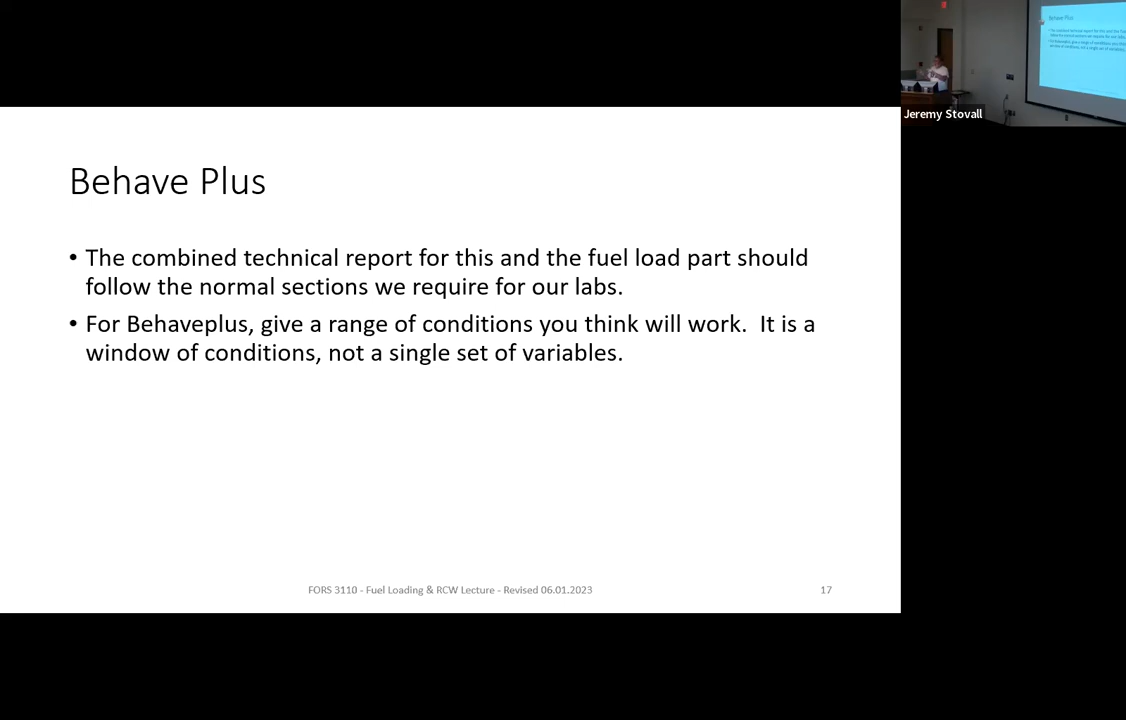 Behave Plus
• The combined technical report for this and the fuel load part should
follow the normal sections we require for our labs.
• For Behaveplus, give a range of conditions you think will work.  It is a
window of conditions, not a single set of variables.
FORS 3110 - Fuel Loading & RCW Lecture - Revised 06.01.2023
17
Behave Plus
Jeremy Stovall